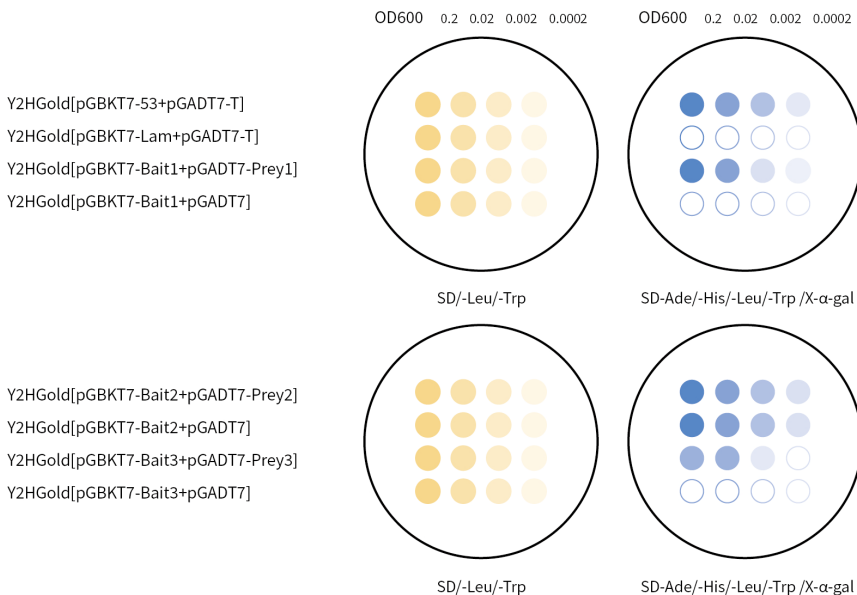 OD600 0.2 0.02 0.002 0.0002 OD600 0.2 0.02 0.002 0.0002
Y2HGold[pGBKT7-53+pGADT7-T]
Y2HGold[pGBKT7-Lam+pGADT7-T]
Y2HGold[pGBKT7-Bait1+pGADT7-Prey1]
Y2HGold[pGBKT7-Bait1+pGADT7]
SD/-Leu/-Trp SD-Ade/-His/-Leu/-Trp /X-α-gal
Y2HGold[pGBKT7-Bait2+pGADT7-Prey2]
Y2HGold[pGBKT7-Bait2+pGADT7]
Y2HGold[pGBKT7-Bait3+pGADT7-Prey3]
Y2HGold[pGBKT7-Bait3+pGADT7]
SD/-Leu/-Trp SD-Ade/-His/-Leu/-Trp /X-α-gal